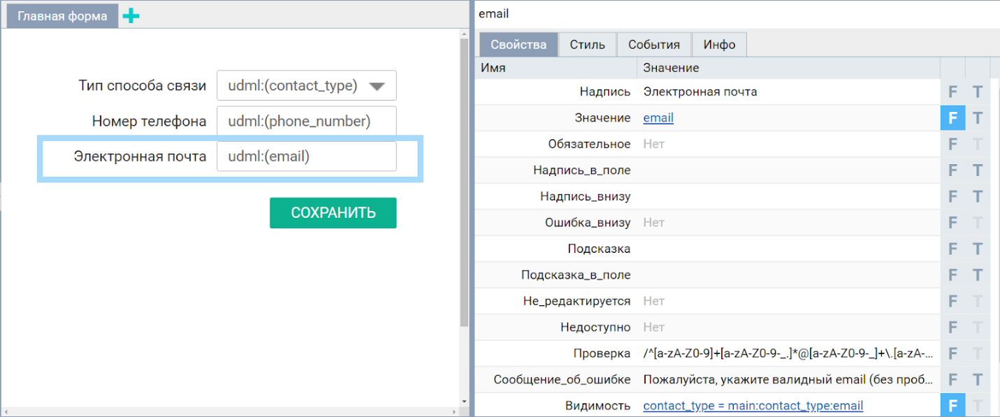 Главная форма
Тип способа связи udml:(contact_type)
Номер телефона udml:(phone_number)
Электронная почта udml:(email)
СОХРАНИТЬ
email
Свойства Стиль События Инфо
Имя Значение
Надпись Электронная почта F T
Значение email F T
Обязательное Нет F T
Надпись_в_поле F T
Надпись_внизу F T
Ошибка_внизу Нет F T
Подсказка F T
Подсказка_в_поле F T
Не_редактируется Нет F T
Недоступно Нет F T
Проверка /^[a-zA-Z0-9]+[a-zA-Z0-9-_.]*@[a-zA-Z0-9-_]+\.[a-zA-... F T
Сообщение_об_ошибке Пожалуйста, укажите валидный email (без проб... F T
Видимость contact_type = main:contact_type:email F T